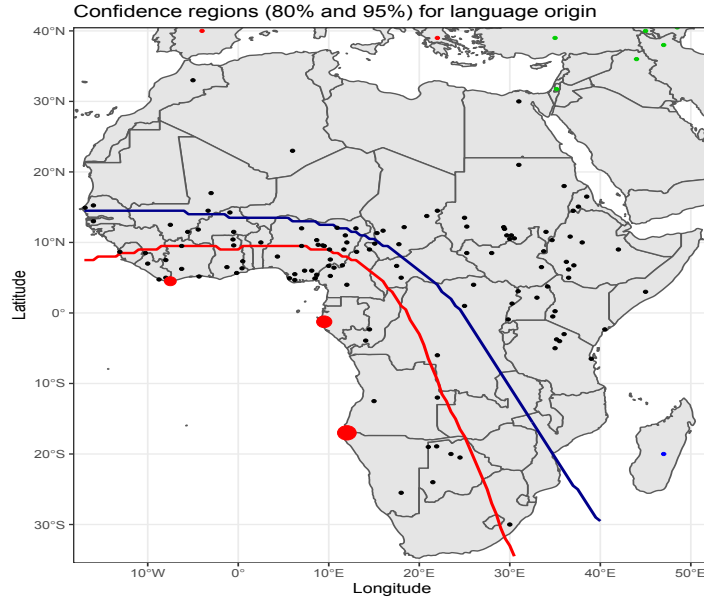 Confidence regions (80% and 95%) for language origin
40°N
30°N
20°N
10°N
0°
10°S
20°S
30°S
Latitude
10°W 0° 10°E 20°E 30°E 40°E 50°E
Longitude